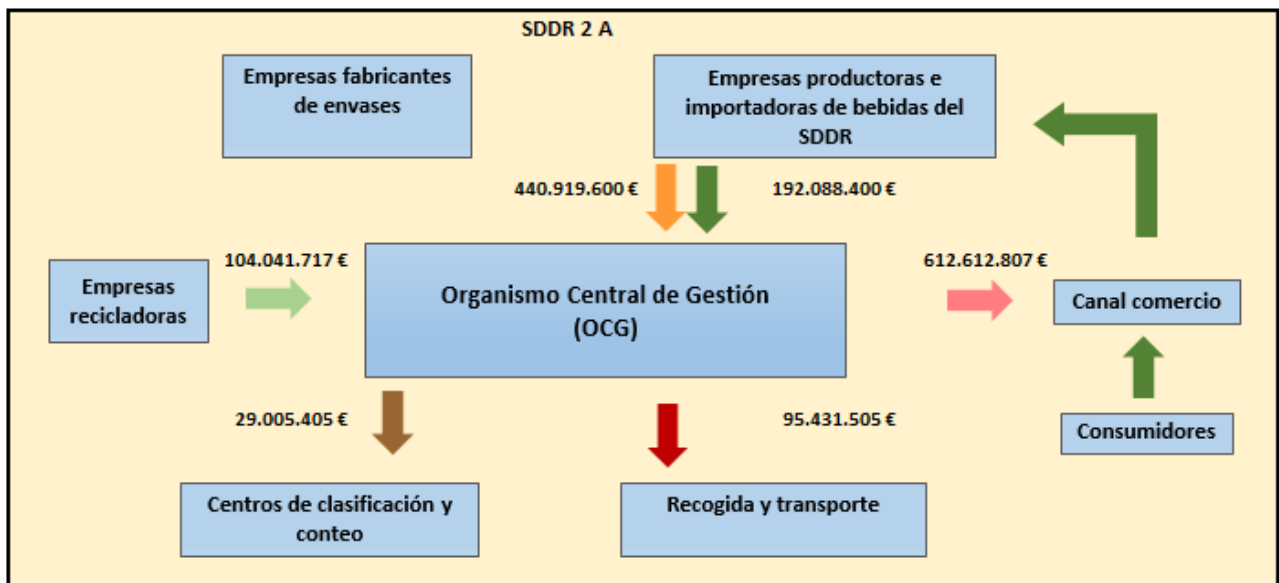 SDDR 2 A
Empresas fabricantes
de envases
Empresas productoras e
importadoras de bebidas del
SDDR
440.919.600 €
192.088.400 €
104.041.717 €
612.612.807 €
Empresas
recicladoras
Organismo Central de Gestión
(OCG)
Canal comercio
29.005.405 €
95.431.505 €
Consumidores
Centros de clasificación y
conteo
Recogida y transporte